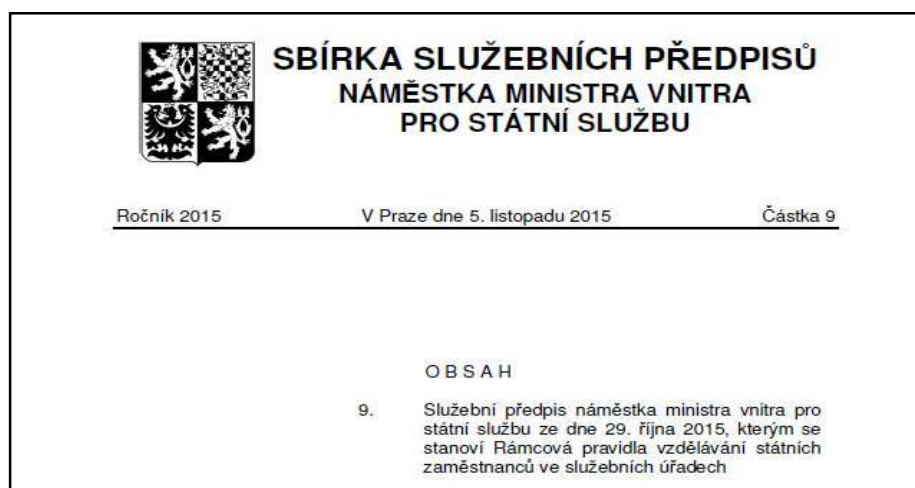 SBÍRKA SLUŽEBNÍCH PŘEDPISŮ
NÁMĚSTKA MINISTRA VNITRA
PRO STÁTNÍ SLUŽBU
Ročník 2015 V Praze dne 5. listopadu 2015 Částka 9
O B S A H
9. Služební předpis náměstka ministra vnitra pro
státní službu ze dne 29. října 2015, kterým se
stanoví Rámcová pravidla vzdělávání státních
zaměstnanců ve služebních úřadech